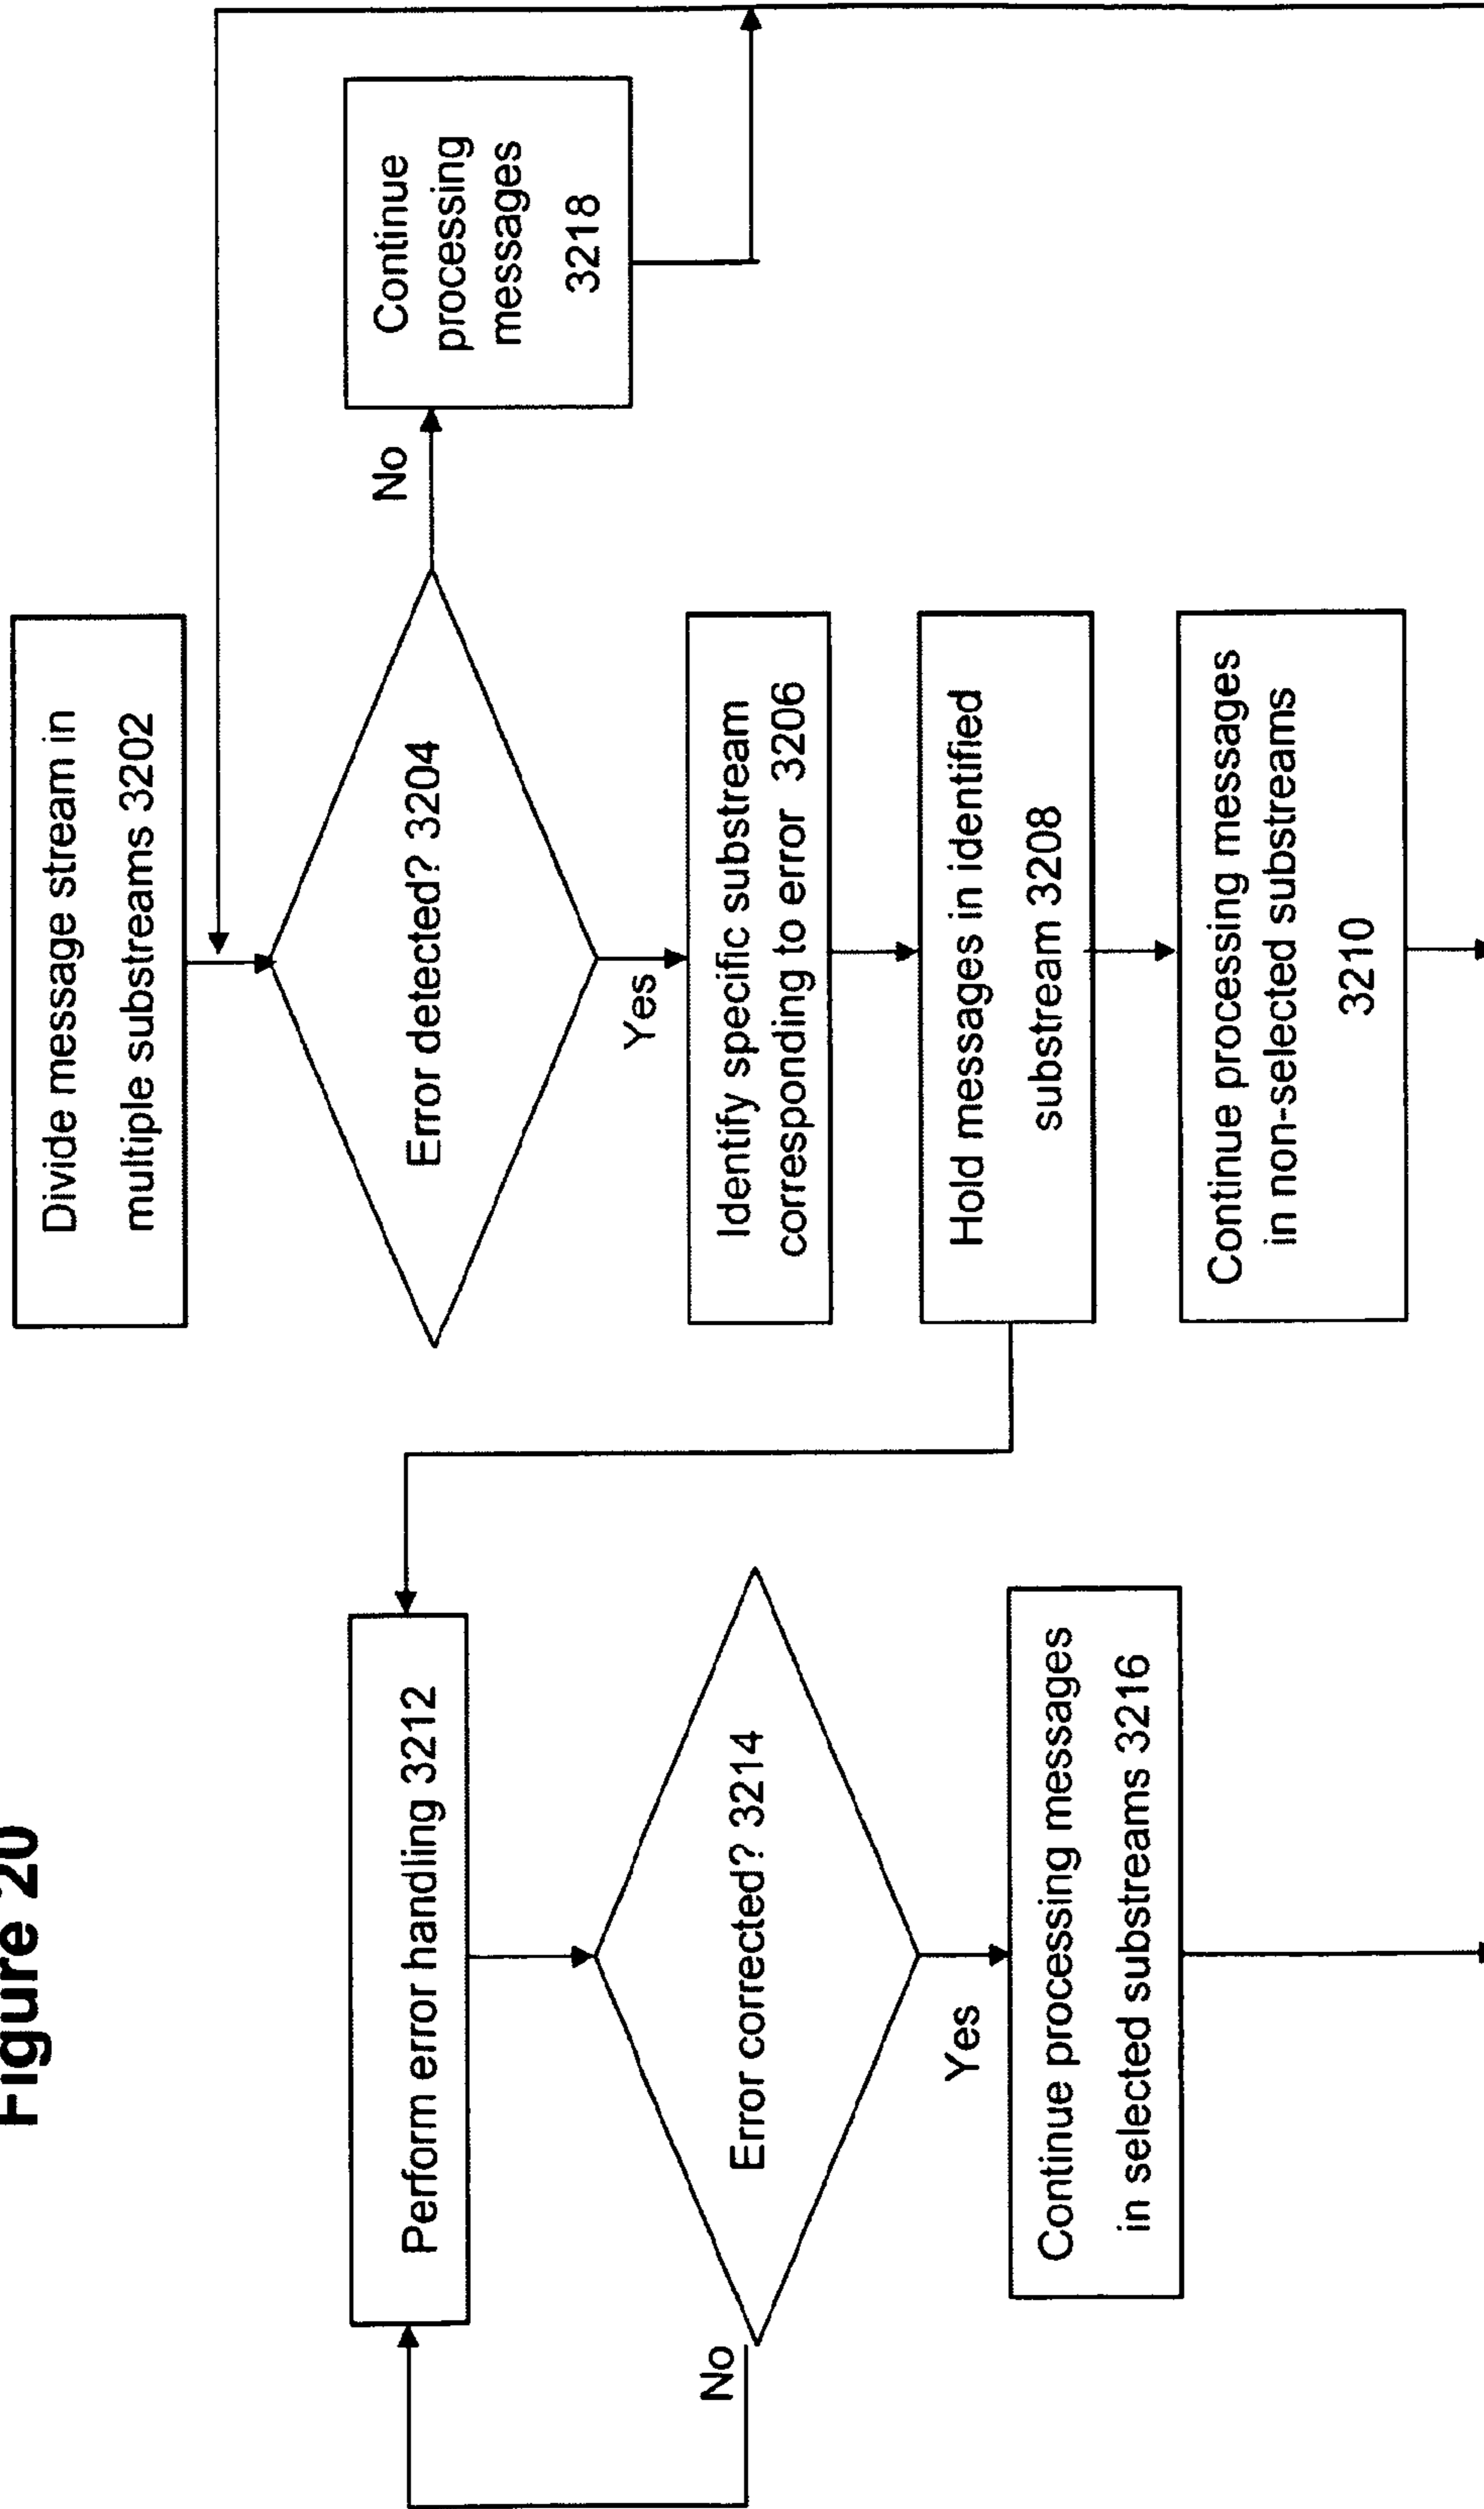 Figure 20
Divide message stream in
multiple substreams 3202
Error detected? 3204
No
Continue
processing
messages
3218
Yes
Identify specific substream
corresponding to error 3206
Hold messages in identified
substream 3208
Continue processing messages
in non-selected substreams
3210
Perform error handling 3212
Error corrected? 3214
No
Yes
Continue processing messages
in selected substreams 3216